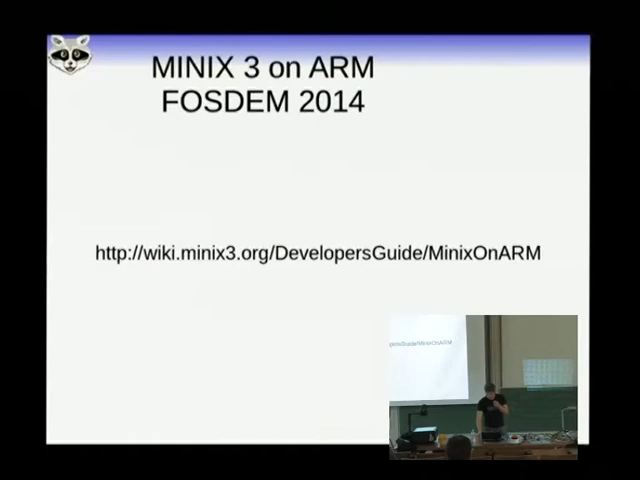 MINIX 3 on ARM
FOSDEM 2014
http://wiki.minix3.org/DevelopersGuide/MinixOnARM